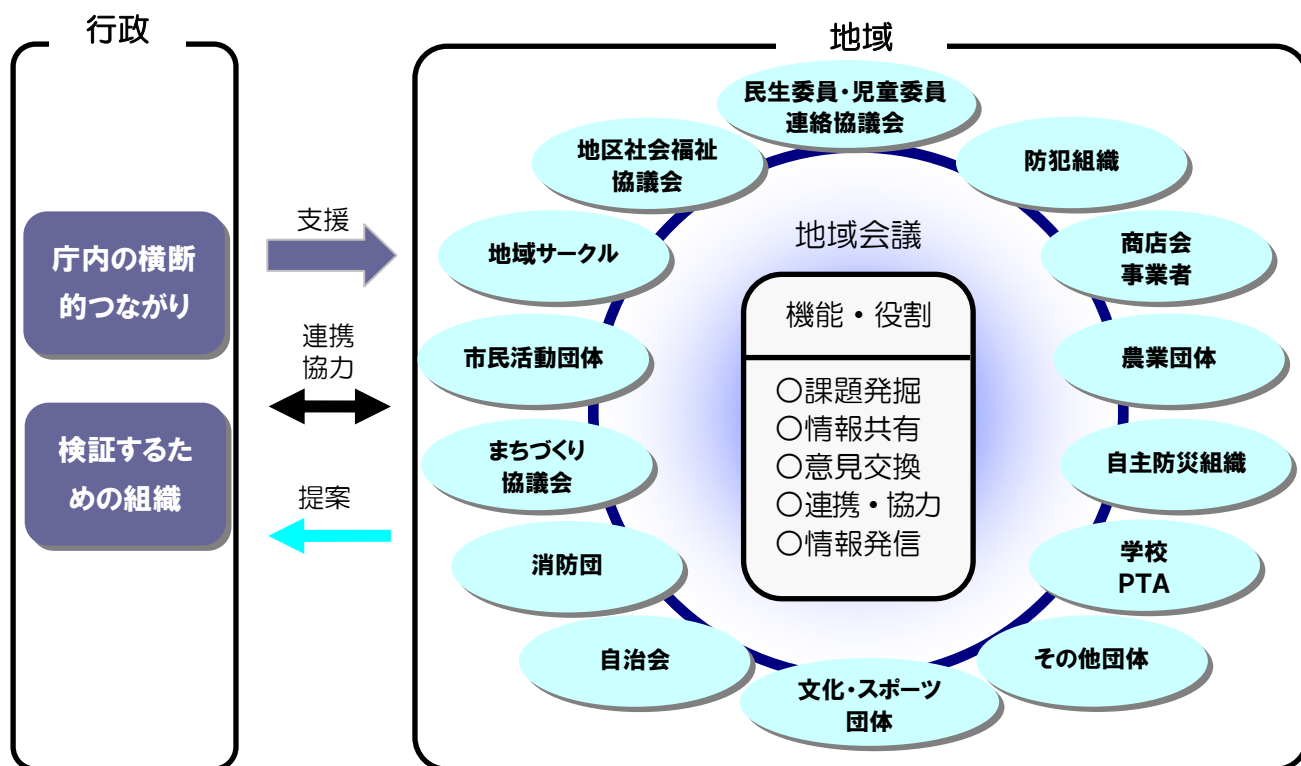 行政
庁内の横断
的つながり
検証するた
めの組織
支援
連携
協力
提案
地域
民生委員・児童委員
連絡協議会
防犯組織
商店会
事業者
農業団体
自主防災組織
学校
PTA
その他団体
文化・スポーツ
団体
自治会
消防団
まちづくり
協議会
市民活動団体
地域サークル
地区社会福祉
協議会
地域会議
機能・役割
○課題発掘
○情報共有
○意見交換
○連携・協力
○情報発信